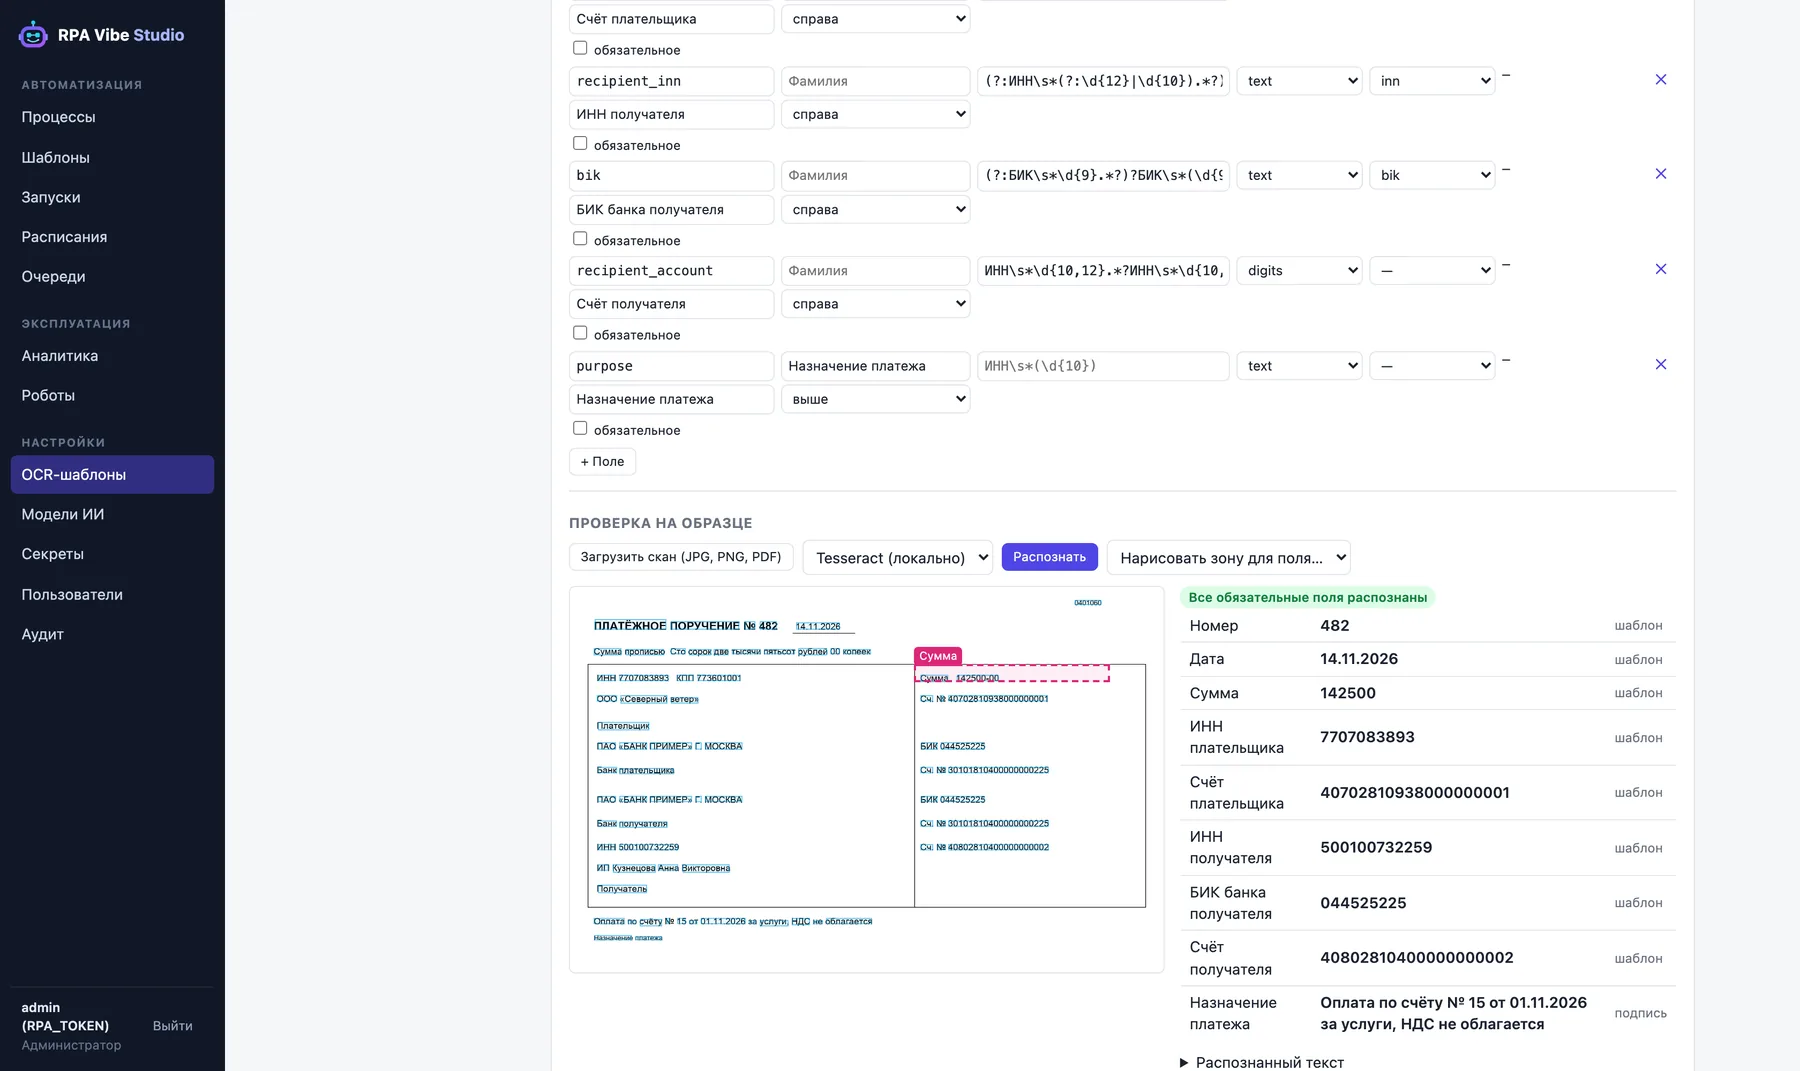 RPA Vibe Studio
АВТОМАТИЗАЦИЯ
Процессы
Шаблоны
Запуски
Расписания
Очереди
ЭКСПЛУАТАЦИЯ
Аналитика
Роботы
НАСТРОЙКИ
OCR-шаблоны
Модели ИИ
Секреты
Пользователи
Аудит
admin
(RPA_TOKEN) Выйти
Администратор
Счёт плательщика справа
обязательное
recipient_inn Фамилия (?:ИНН\s*(?:\d{12}|\d{10}).*?) text inn – ✕
ИНН получателя справа
обязательное
bik Фамилия (?:БИК\s*\d{9}.*?)?БИК\s*(\d{9 text bik – ✕
БИК банка получателя справа
обязательное
recipient_account Фамилия ИНН\s*\d{10,12}.*?ИНН\s*\d{10, digits — – ✕
Счёт получателя справа
обязательное
purpose Назначение платежа ИНН\s*(\d{10}) text — – ✕
Назначение платежа выше
обязательное
+ Поле
ПРОВЕРКА НА ОБРАЗЦЕ
Загрузить скан (JPG, PNG, PDF) Tesseract (локально) Распознать Нарисовать зону для поля...
0401060
ПЛАТЁЖНОЕ ПОРУЧЕНИЕ № 482 14.11.2026
Сумма прописью Сто сорок две тысячи пятьсот рублей 00 копеек
Сумма
ИНН 7707083893 КПП 773601001 Сумма 142500-00
ООО «Северный ветер» Сч. № 40702810938000000001
Плательщик
ПАО «БАНК ПРИМЕР» Г. МОСКВА БИК 044525225
Банк плательщика Сч. № 30101810400000000225
ПАО «БАНК ПРИМЕР» Г. МОСКВА БИК 044525225
Банк получателя Сч. № 30101810400000000225
ИНН 500100732259 Сч. № 40802810400000000002
ИП Кузнецова Анна Викторовна
Получатель
Оплата по счёту № 15 от 01.11.2026 за услуги, НДС не облагается
Назначение платежа
Все обязательные поля распознаны
Номер 482 шаблон
Дата 14.11.2026 шаблон
Сумма 142500 шаблон
ИНН плательщика 7707083893 шаблон
Счёт плательщика 40702810938000000001 шаблон
ИНН получателя 500100732259 шаблон
БИК банка получателя 044525225 шаблон
Счёт получателя 40802810400000000002 шаблон
Назначение платежа Оплата по счёту № 15 от 01.11.2026 за услуги, НДС не облагается подпись
▶ Распознанный текст